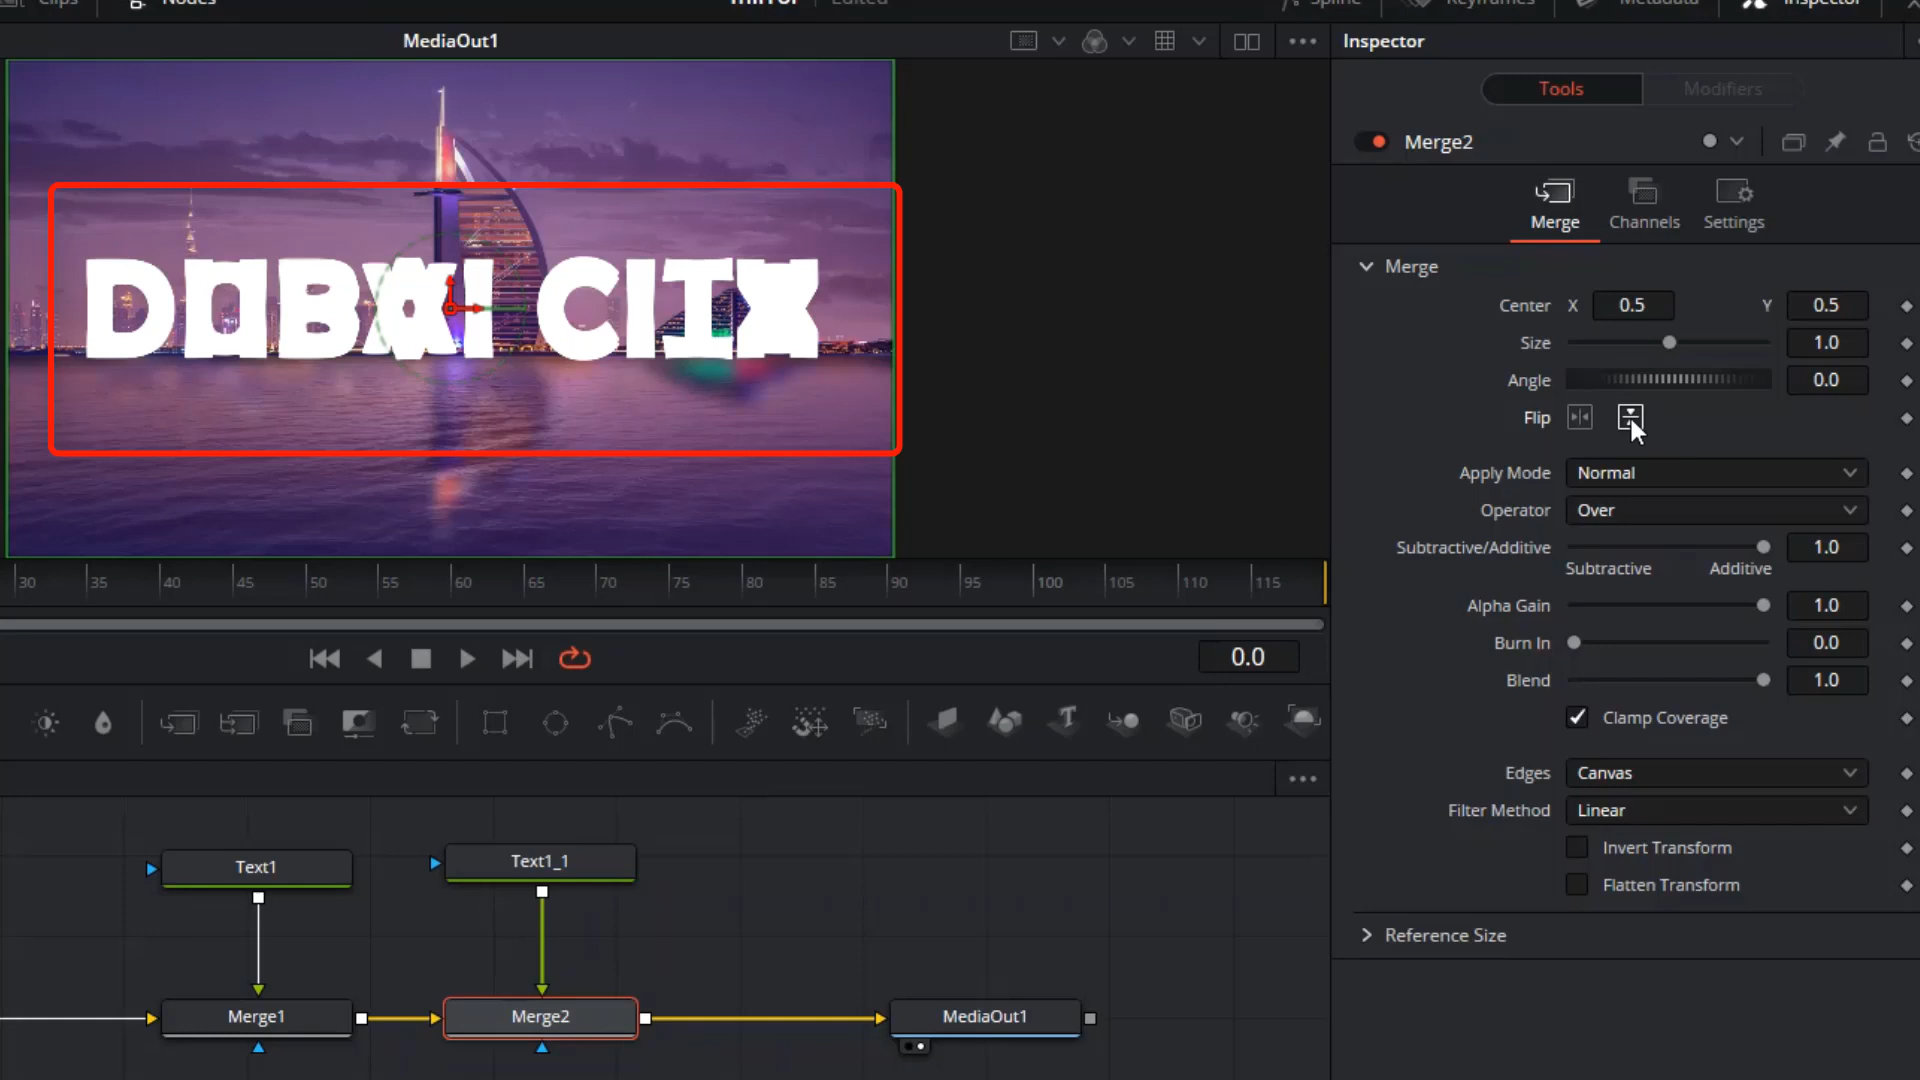 Clips
Nodes
mirror
Edited
Spline
Keyframes
Metadata
Inspector
MediaOut1
Inspector
Tools
Modifiers
Merge2
Merge
Channels
Settings
Merge
Center X 0.5 Y 0.5
Size 1.0
Angle 0.0
Flip
Apply Mode Normal
Operator Over
Subtractive/Additive 1.0
Subtractive Additive
Alpha Gain 1.0
Burn In 0.0
Blend 1.0
Clamp Coverage
Edges Canvas
Filter Method Linear
Invert Transform
Flatten Transform
Reference Size
DUBAI CITY
30 35 40 45 50 55 60 65 70 75 80 85 90 95 100 105 110 115
0.0
Text1
Text1_1
Merge1
Merge2
MediaOut1